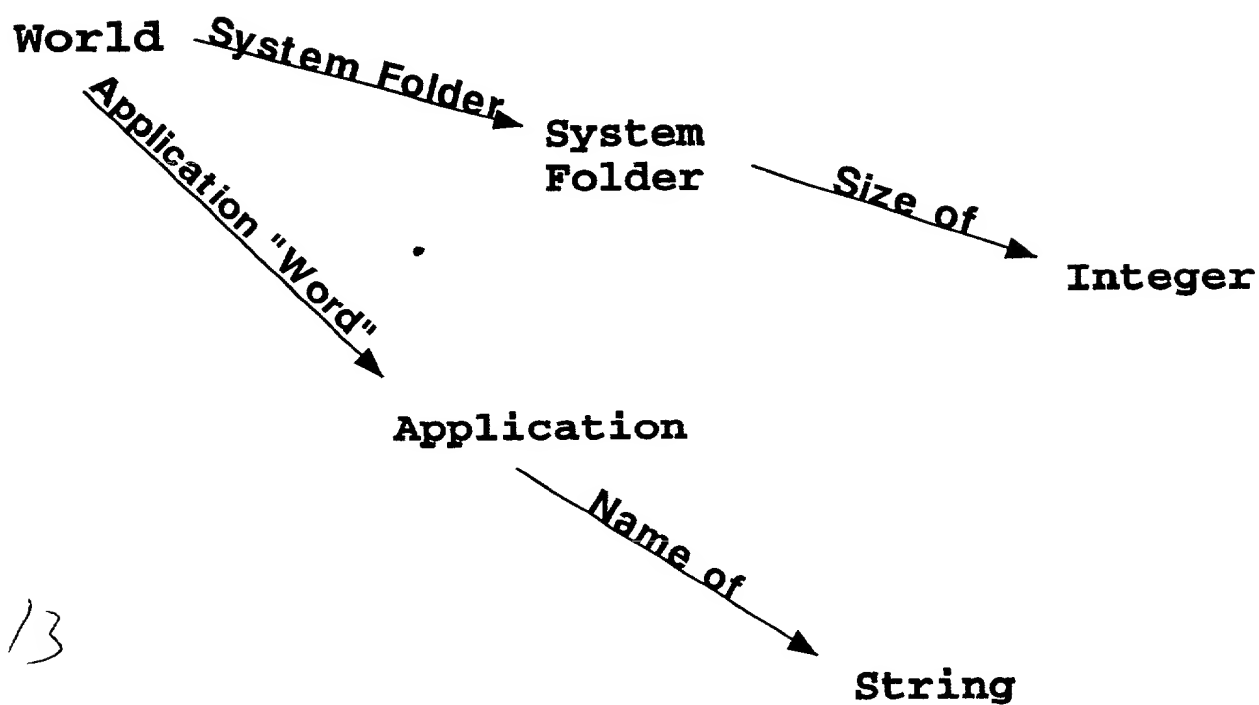 World
System Folder
Application "Word"
System
Folder
Size of
Integer
Application
Name of
13
String